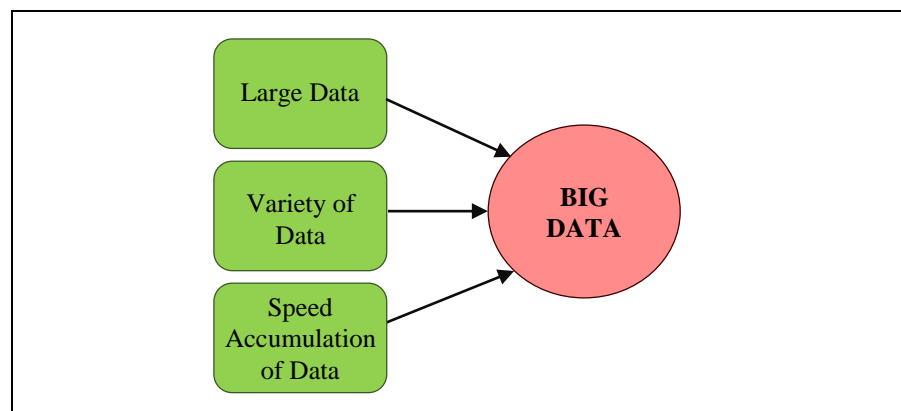 Large Data
Variety of
Data
Speed
Accumulation
of Data
BIG
DATA